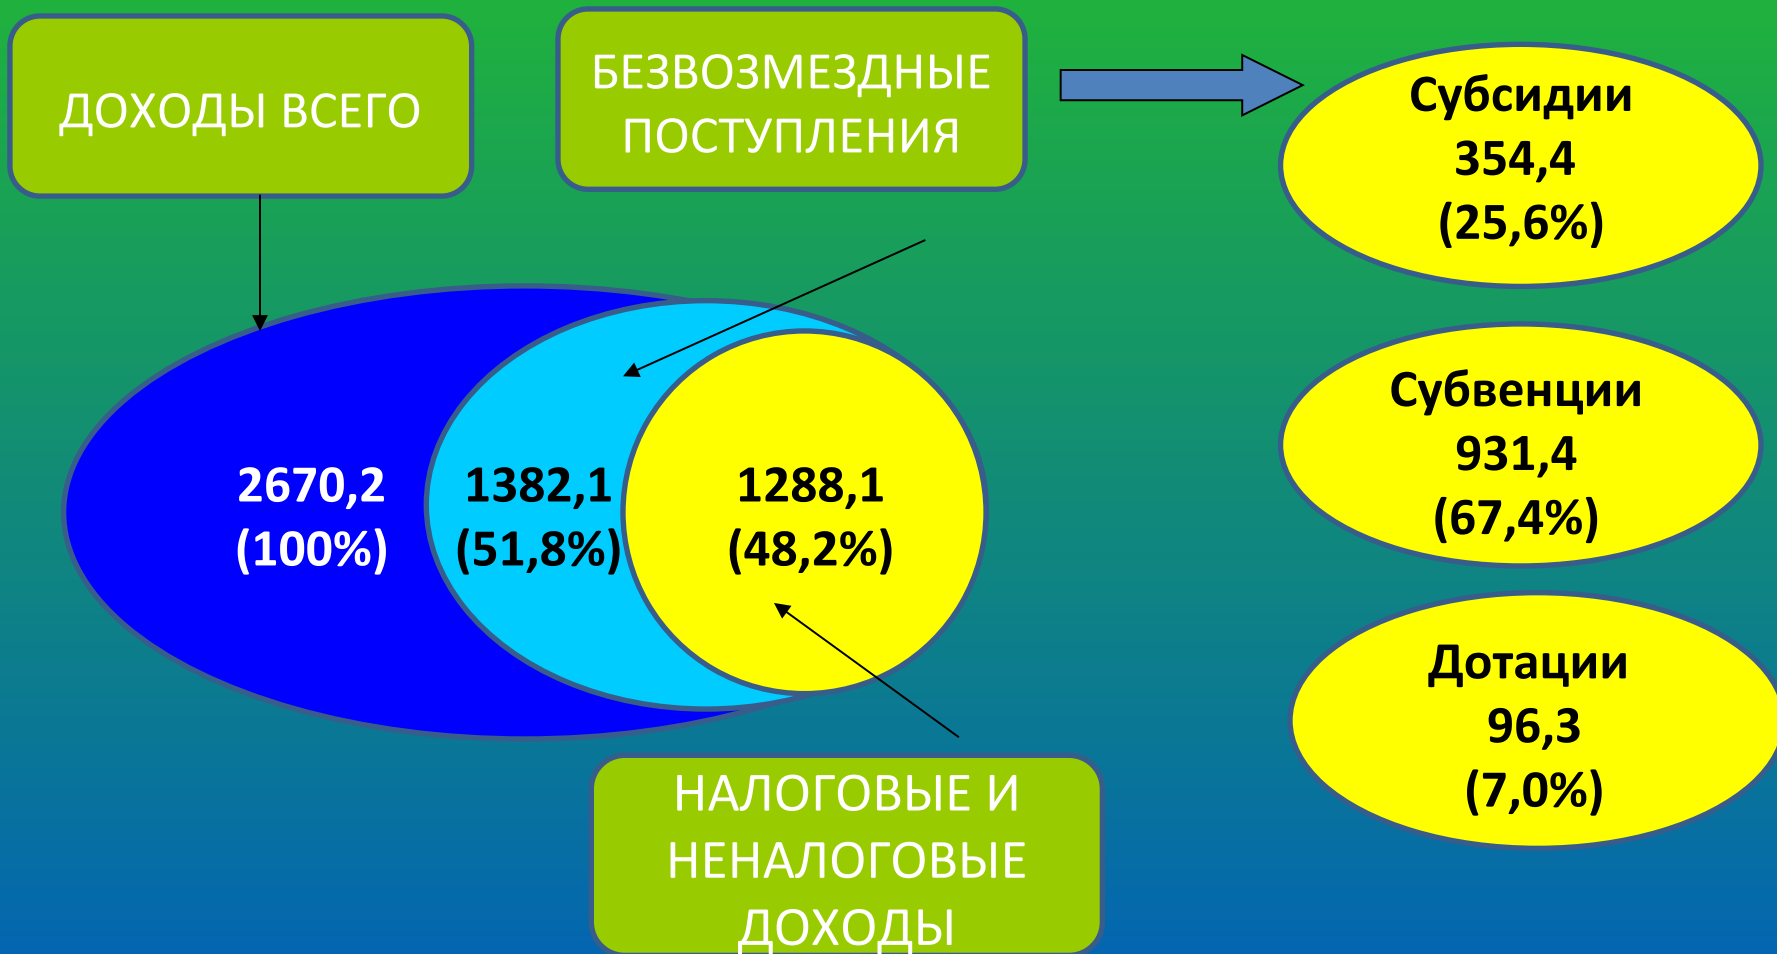 ДОХОДЫ ВСЕГО
БЕЗВОЗМЕЗДНЫЕ
ПОСТУПЛЕНИЯ
Субсидии
354,4
(25,6%)
Субвенции
931,4
(67,4%)
Дотации
96,3
(7,0%)
2670,2
(100%)
1382,1
(51,8%)
1288,1
(48,2%)
НАЛОГОВЫЕ И
НЕНАЛОГОВЫЕ
ДОХОДЫ